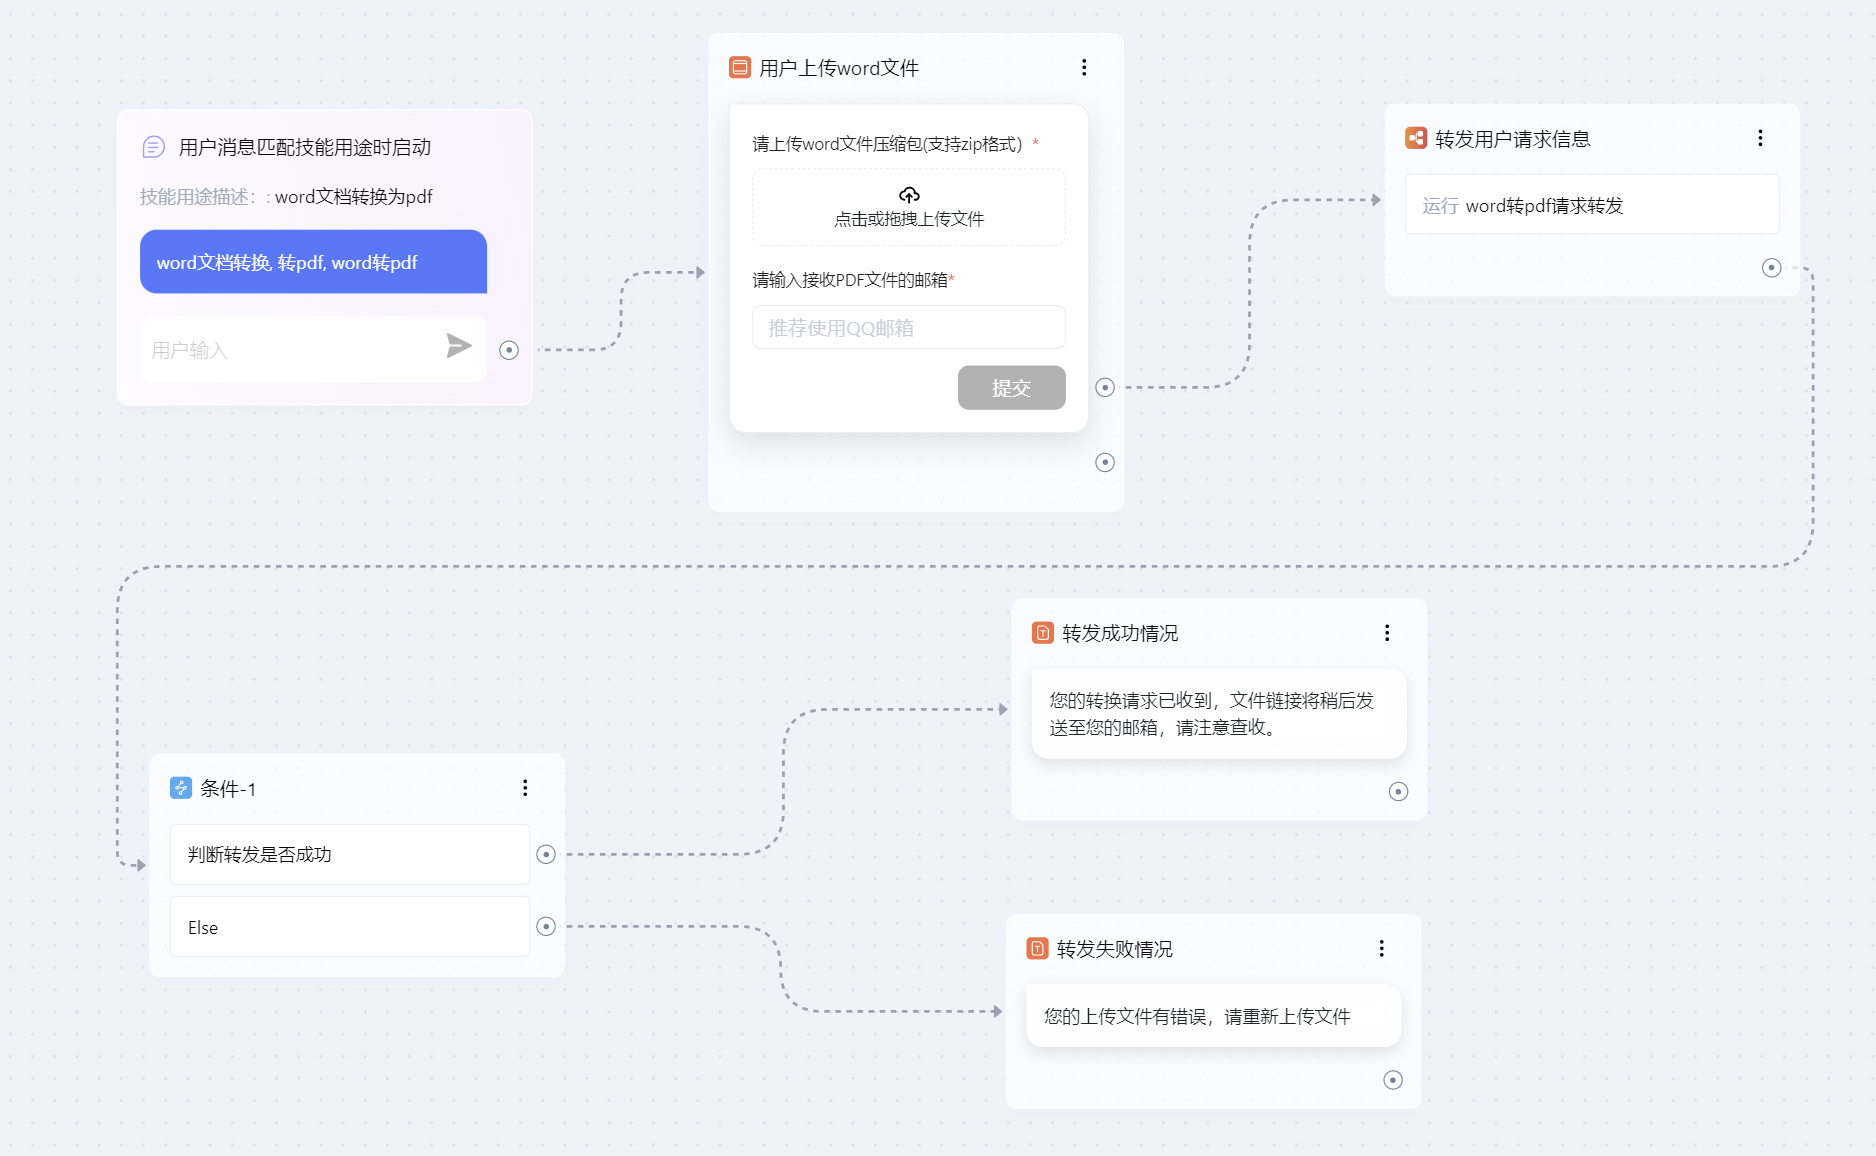 用户消息匹配技能用途时启动
技能用途描述：: word文档转换为pdf
word文档转换, 转pdf, word转pdf
用户输入
用户上传word文件
请上传word文件压缩包(支持zip格式） *
点击或拖拽上传文件
请输入接收PDF文件的邮箱*
推荐使用QQ邮箱
提交
转发用户请求信息
运行 word转pdf请求转发
条件-1
判断转发是否成功
Else
转发成功情况
您的转换请求已收到，文件链接将稍后发
送至您的邮箱，请注意查收。
转发失败情况
您的上传文件有错误，请重新上传文件